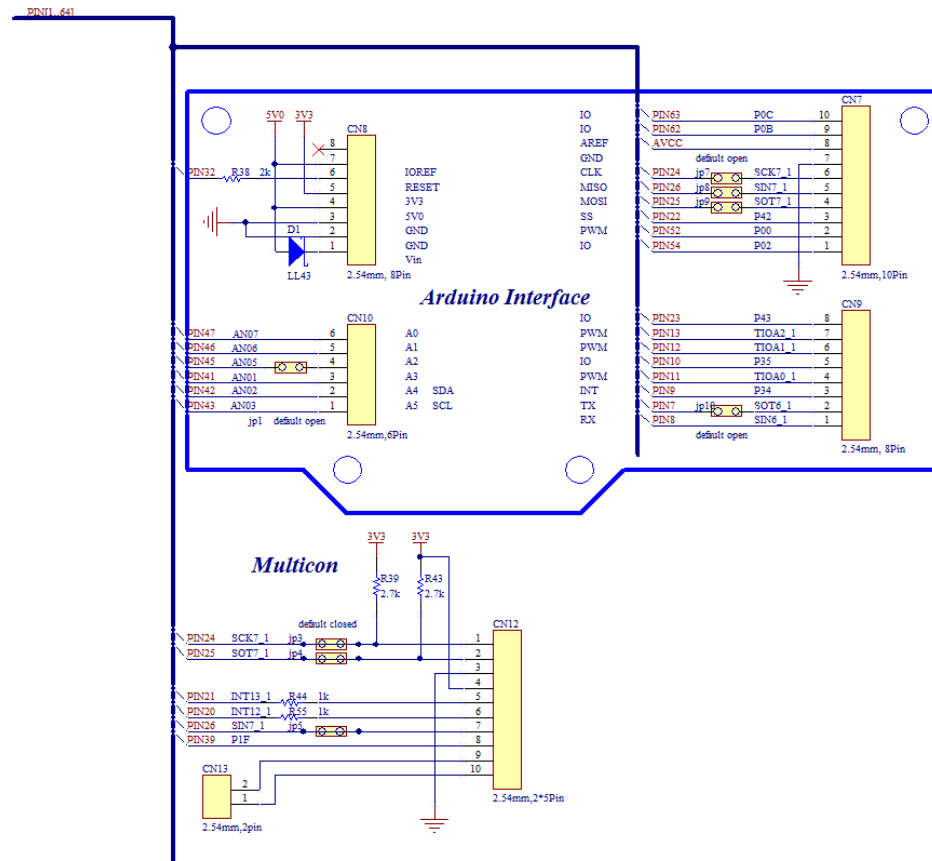 PIN[1..64]
5V0
3V3
CN8
8
7
PIN32
R38
2k
6
IOREF
5
RESET
4
3V3
3
5V0
2
GND
D1
1
GND
Vin
LL43
2.54mm, 8Pin
IO
PIN63
P0C
10
CN7
IO
PIN62
P0B
9
AREF
AVCC
8
GND
default open
7
CLK
PIN24
jp7
SCK7_1
6
MISO
PIN26
jp8
SIN7_1
5
MOSI
PIN25
jp9
SOT7_1
4
SS
PIN22
P42
3
PWM
PIN52
P00
2
IO
PIN54
P02
1
2.54mm,10Pin
Arduino Interface
CN10
PIN47
AN07
6
A0
PIN46
AN06
5
A1
PIN45
AN05
4
A2
PIN41
AN01
3
A3
PIN42
AN02
2
A4
SDA
PIN43
AN03
1
A5
SCL
jp1
default open
2.54mm,6Pin
CN9
IO
PIN23
P43
8
PWM
PIN13
TIOA2_1
7
PWM
PIN12
TIOA1_1
6
IO
PIN10
P35
5
PWM
PIN11
TIOA0_1
4
INT
PIN9
P34
3
TX
PIN7
jp10
SOT6_1
2
RX
PIN8
SIN6_1
1
default open
2.54mm, 8Pin
Multicon
3V3
3V3
R39
2.7k
R43
2.7k
default closed
CN12
PIN24
SCK7_1
jp3
1
PIN25
SOT7_1
jp4
2
3
4
PIN21
INT13_1
R44
1k
5
PIN20
INT12_1
R55
1k
6
PIN26
SIN7_1
jp5
7
PIN39
P1F
8
9
10
CN13
2
1
2.54mm,2pin
2.54mm,2*5Pin